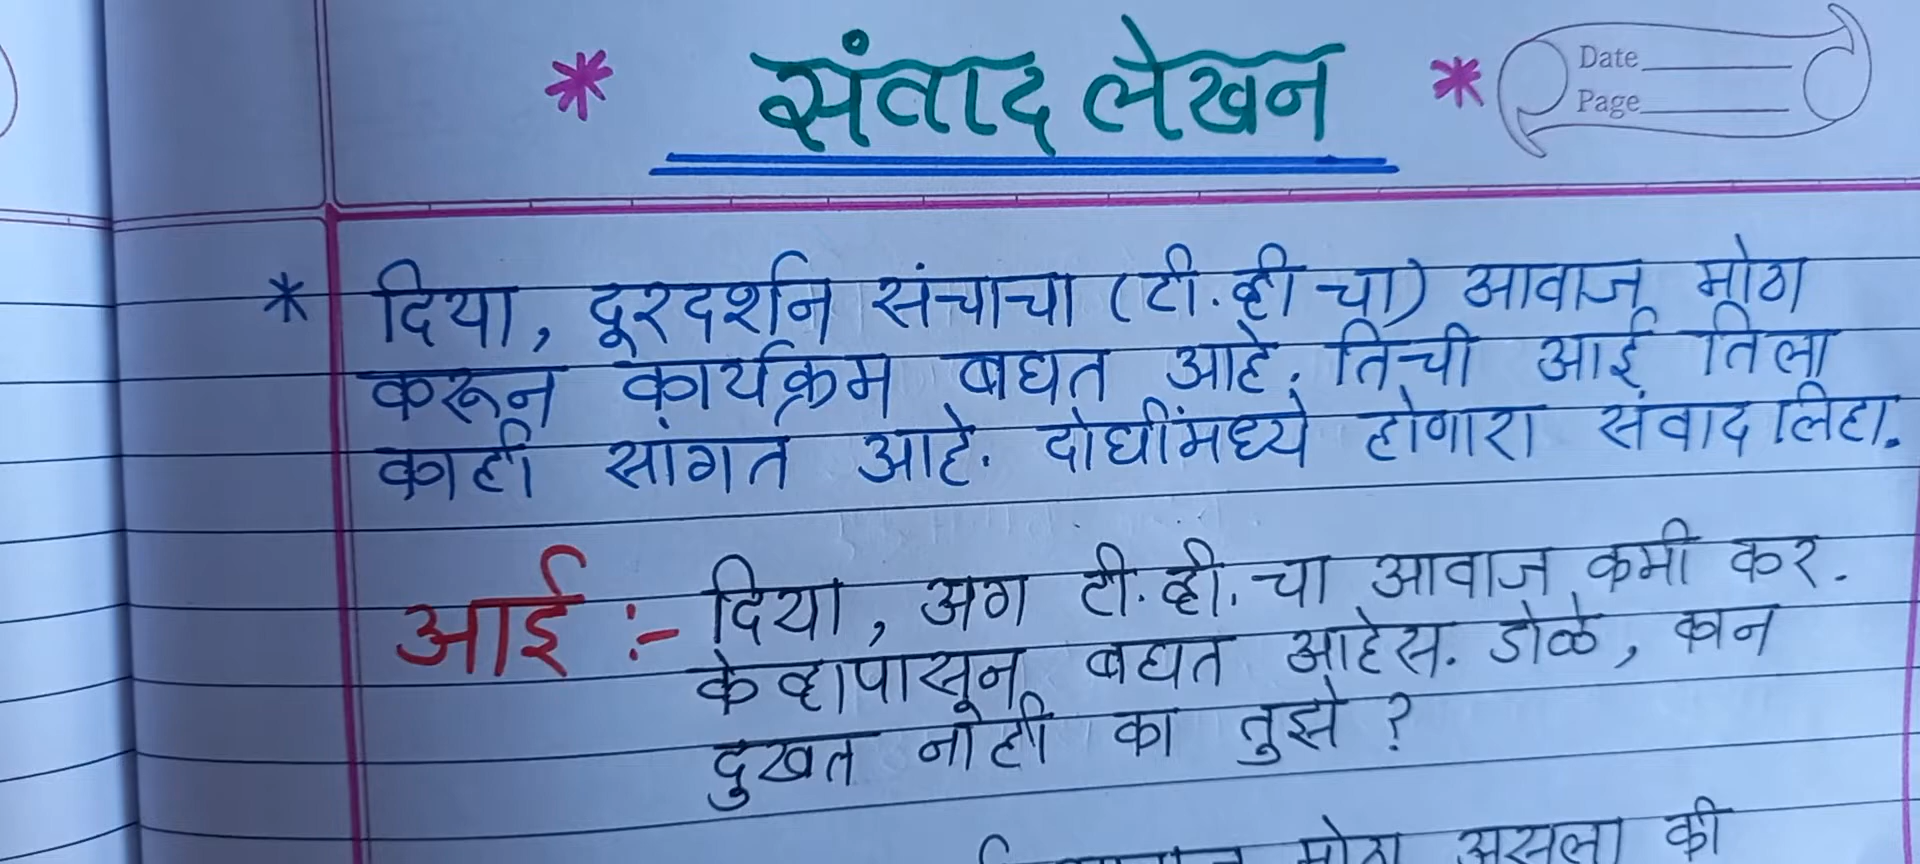 * संवाद लेखन *
Date
Page
* दिया, दूरदर्शन संचाचा (टी.व्ही चा) आवाज मोठा
करून कार्यक्रम बघत आहे. तिची आई तिला
काही सांगत आहे. दोघींमध्ये होणारा संवाद लिहा.
आई :- दिया, अग टी.व्ही. चा आवाज कमी कर.
केव्हापासून बघत आहेस. डोळे, कान
दुखत नाही का तुझे ?
मोठा असला की